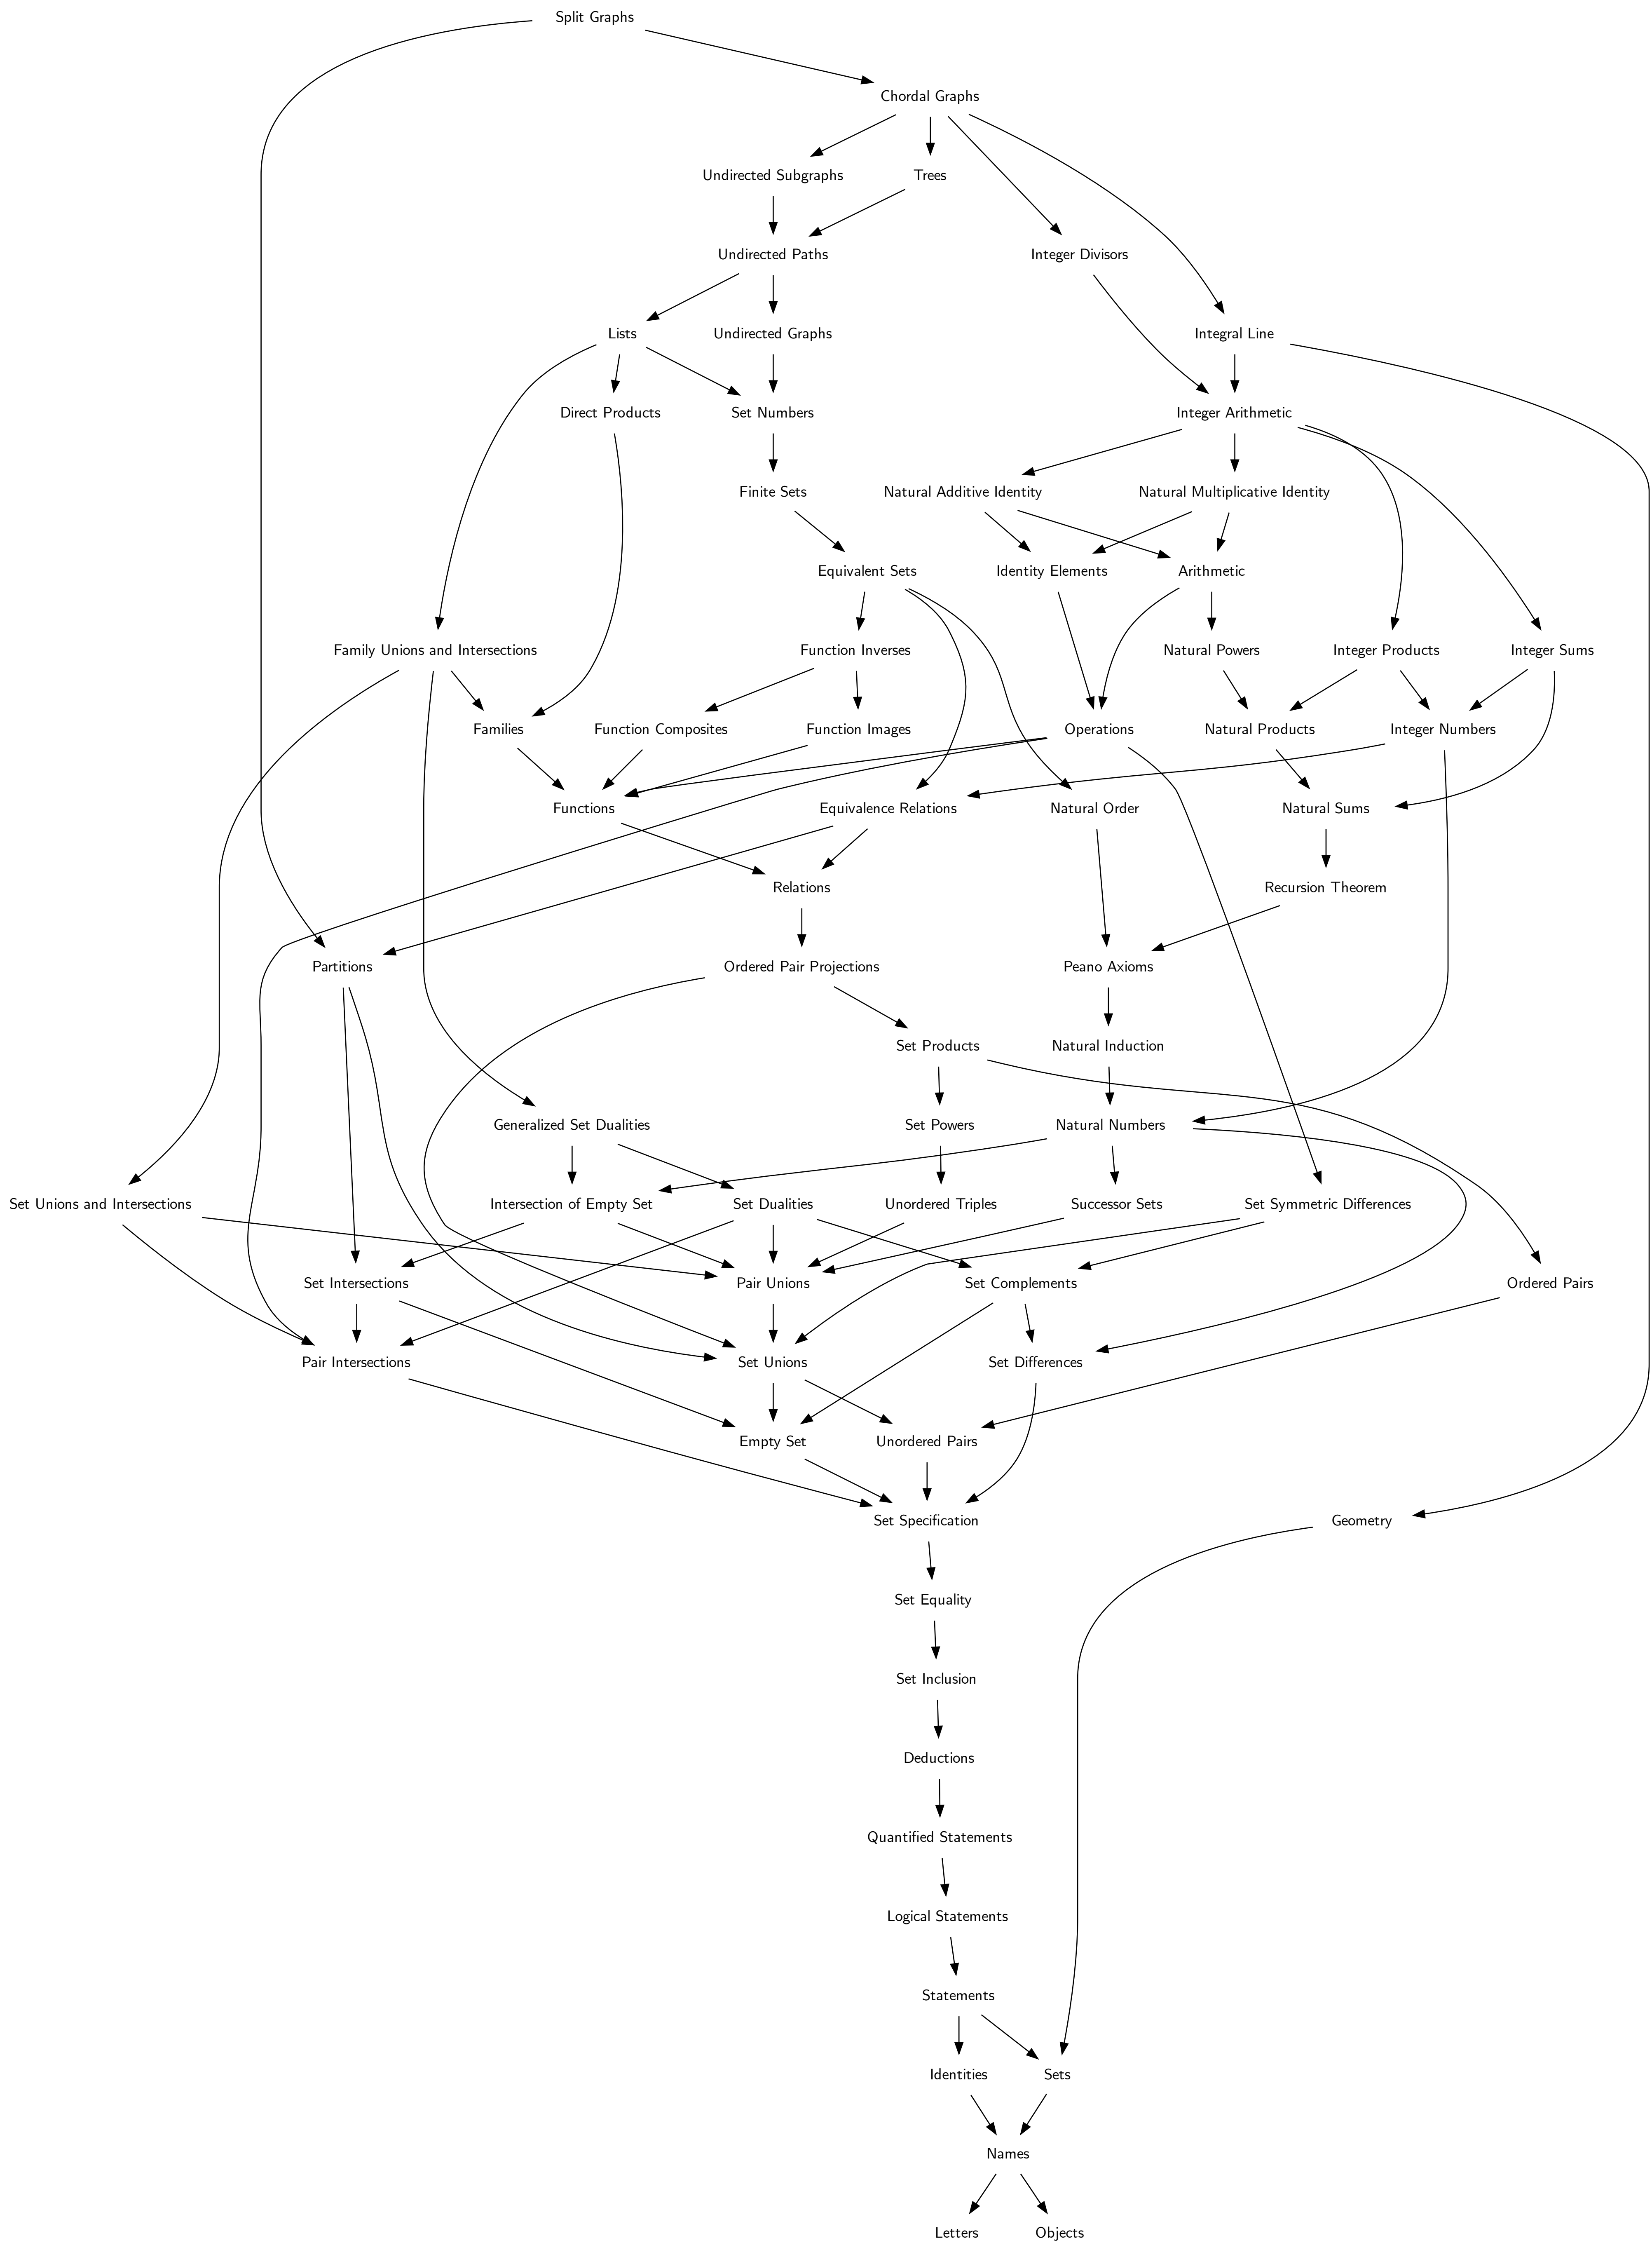 Split Graphs
Chordal Graphs
Undirected Subgraphs
Trees
Undirected Paths
Integer Divisors
Lists
Undirected Graphs
Integral Line
Direct Products
Set Numbers
Integer Arithmetic
Finite Sets
Natural Additive Identity
Natural Multiplicative Identity
Equivalent Sets
Identity Elements
Arithmetic
Family Unions and Intersections
Function Inverses
Natural Powers
Integer Products
Integer Sums
Families
Function Composites
Function Images
Operations
Natural Products
Integer Numbers
Functions
Equivalence Relations
Natural Order
Natural Sums
Relations
Recursion Theorem
Partitions
Ordered Pair Projections
Peano Axioms
Set Products
Natural Induction
Generalized Set Dualities
Set Powers
Natural Numbers
Set Unions and Intersections
Intersection of Empty Set
Set Dualities
Unordered Triples
Successor Sets
Set Symmetric Differences
Set Intersections
Pair Unions
Set Complements
Ordered Pairs
Pair Intersections
Set Unions
Set Differences
Empty Set
Unordered Pairs
Set Specification
Geometry
Set Equality
Set Inclusion
Deductions
Quantified Statements
Logical Statements
Statements
Identities
Sets
Names
Letters
Objects